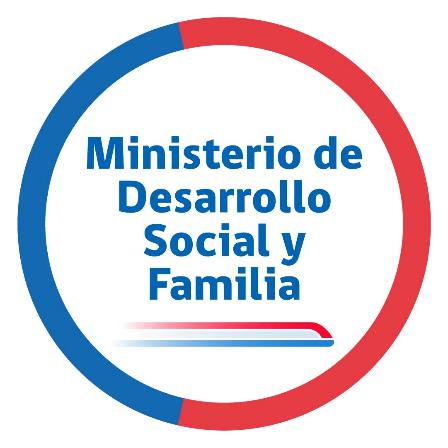 Ministerio de
Desarrollo
Social y
Familia